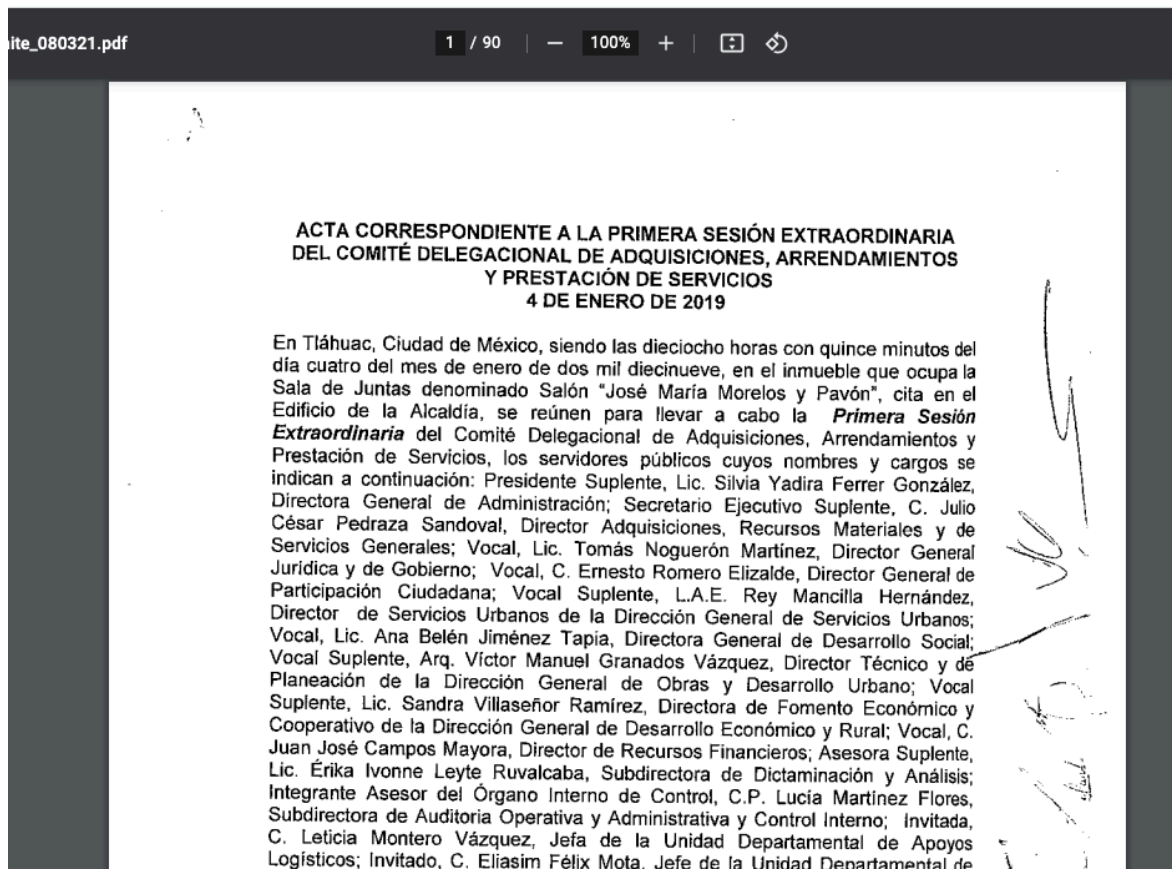 ite_080321.pdf
1 / 90
100%
ACTA CORRESPONDIENTE A LA PRIMERA SESIÓN EXTRAORDINARIA
DEL COMITÉ DELEGACIONAL DE ADQUISICIONES, ARRENDAMIENTOS
Y PRESTACIÓN DE SERVICIOS
4 DE ENERO DE 2019
En Tláhuac, Ciudad de México, siendo las dieciocho horas con quince minutos del
día cuatro del mes de enero de dos mil diecinueve, en el inmueble que ocupa la
Sala de Juntas denominado Salón "José María Morelos y Pavón", cita en el
Edificio de la Alcaldía, se reúnen para llevar a cabo la Primera Sesión
Extraordinaria del Comité Delegacional de Adquisiciones, Arrendamientos y
Prestación de Servicios, los servidores públicos cuyos nombres y cargos se
indican a continuación: Presidente Suplente, Lic. Silvia Yadira Ferrer González,
Directora General de Administración; Secretario Ejecutivo Suplente, C. Julio
César Pedraza Sandoval, Director Adquisiciones, Recursos Materiales y de
Servicios Generales; Vocal, Lic. Tomás Noguerón Martínez, Director General
Jurídica y de Gobierno; Vocal, C. Ernesto Romero Elizalde, Director General de
Participación Ciudadana; Vocal Suplente, L.A.E. Rey Mancilla Hernández,
Director de Servicios Urbanos de la Dirección General de Servicios Urbanos;
Vocal, Lic. Ana Belén Jiménez Tapia, Directora General de Desarrollo Social;
Vocal Suplente, Arq. Víctor Manuel Granados Vázquez, Director Técnico y de
Planeación de la Dirección General de Obras y Desarrollo Urbano; Vocal
Suplente, Lic. Sandra Villaseñor Ramírez, Directora de Fomento Económico y
Cooperativo de la Dirección General de Desarrollo Económico y Rural; Vocal, C.
Juan José Campos Mayora, Director de Recursos Financieros; Asesora Suplente,
Lic. Érika Ivonne Leyte Ruvalcaba, Subdirectora de Dictaminación y Análisis;
Integrante Asesor del Órgano Interno de Control, C.P. Lucía Martínez Flores,
Subdirectora de Auditoria Operativa y Administrativa y Control Interno; Invitada,
C. Leticia Montero Vázquez, Jefa de la Unidad Departamental de Apoyos
Logísticos; Invitado, C. Eliasim Félix Mota, Jefe de la Unidad Departamental de